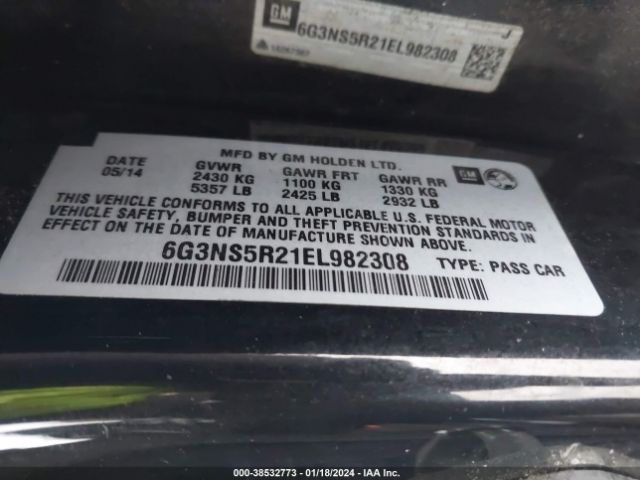 GM
6G3NS5R21EL982308
J
MFD BY GM HOLDEN LTD.
DATE GVWR GAWR FRT GAWR RR GM
05/14 2430 KG 1100 KG 1330 KG
5357 LB 2425 LB 2932 LB
THIS VEHICLE CONFORMS TO ALL APPLICABLE U.S. FEDERAL MOTOR
VEHICLE SAFETY, BUMPER AND THEFT PREVENTION STANDARDS IN
EFFECT ON THE DATE OF MANUFACTURE SHOWN ABOVE.
6G3NS5R21EL982308 TYPE: PASS CAR
000-38532773 - 01/18/2024 - IAA Inc.